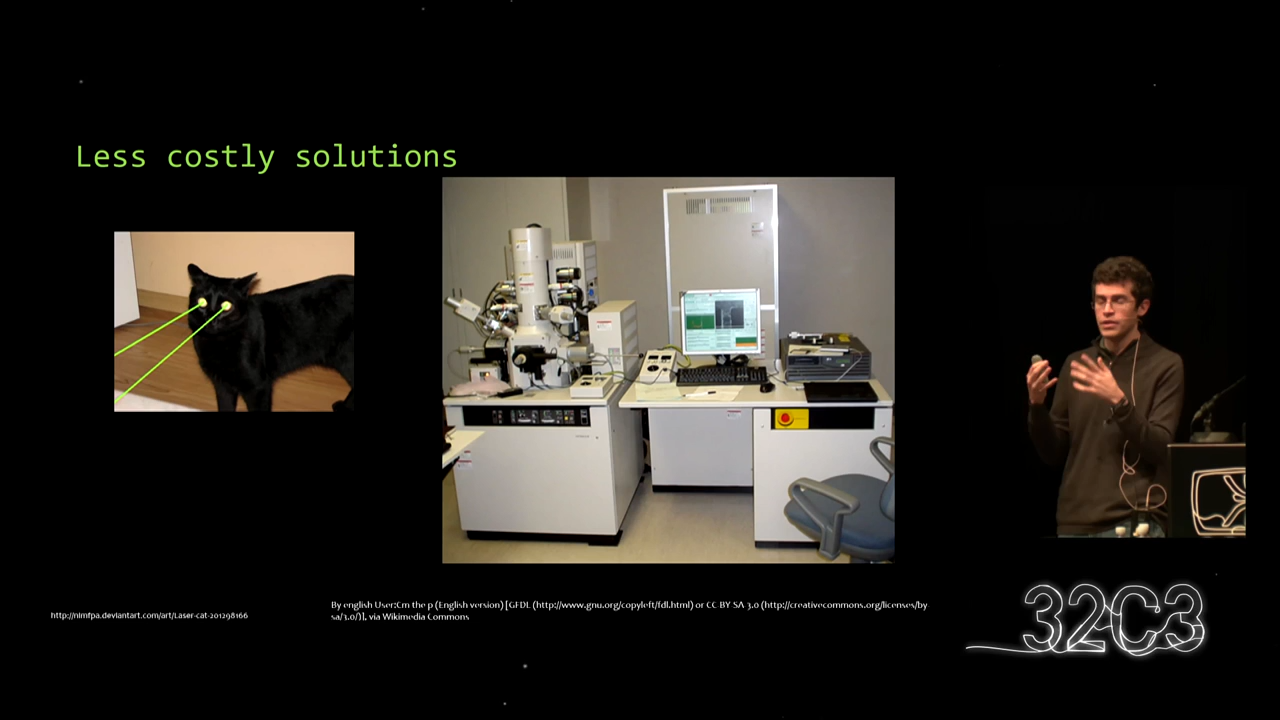 Less costly solutions
http://nimfpa.deviantart.com/art/Laser-cat-201298166
By english User:Cm the p (English version) [GFDL (http://www.gnu.org/copyleft/fdl.html) or CC BY SA 3.0 (http://creativecommons.org/licenses/by
sa/3.0/)], via Wikimedia Commons
32C3